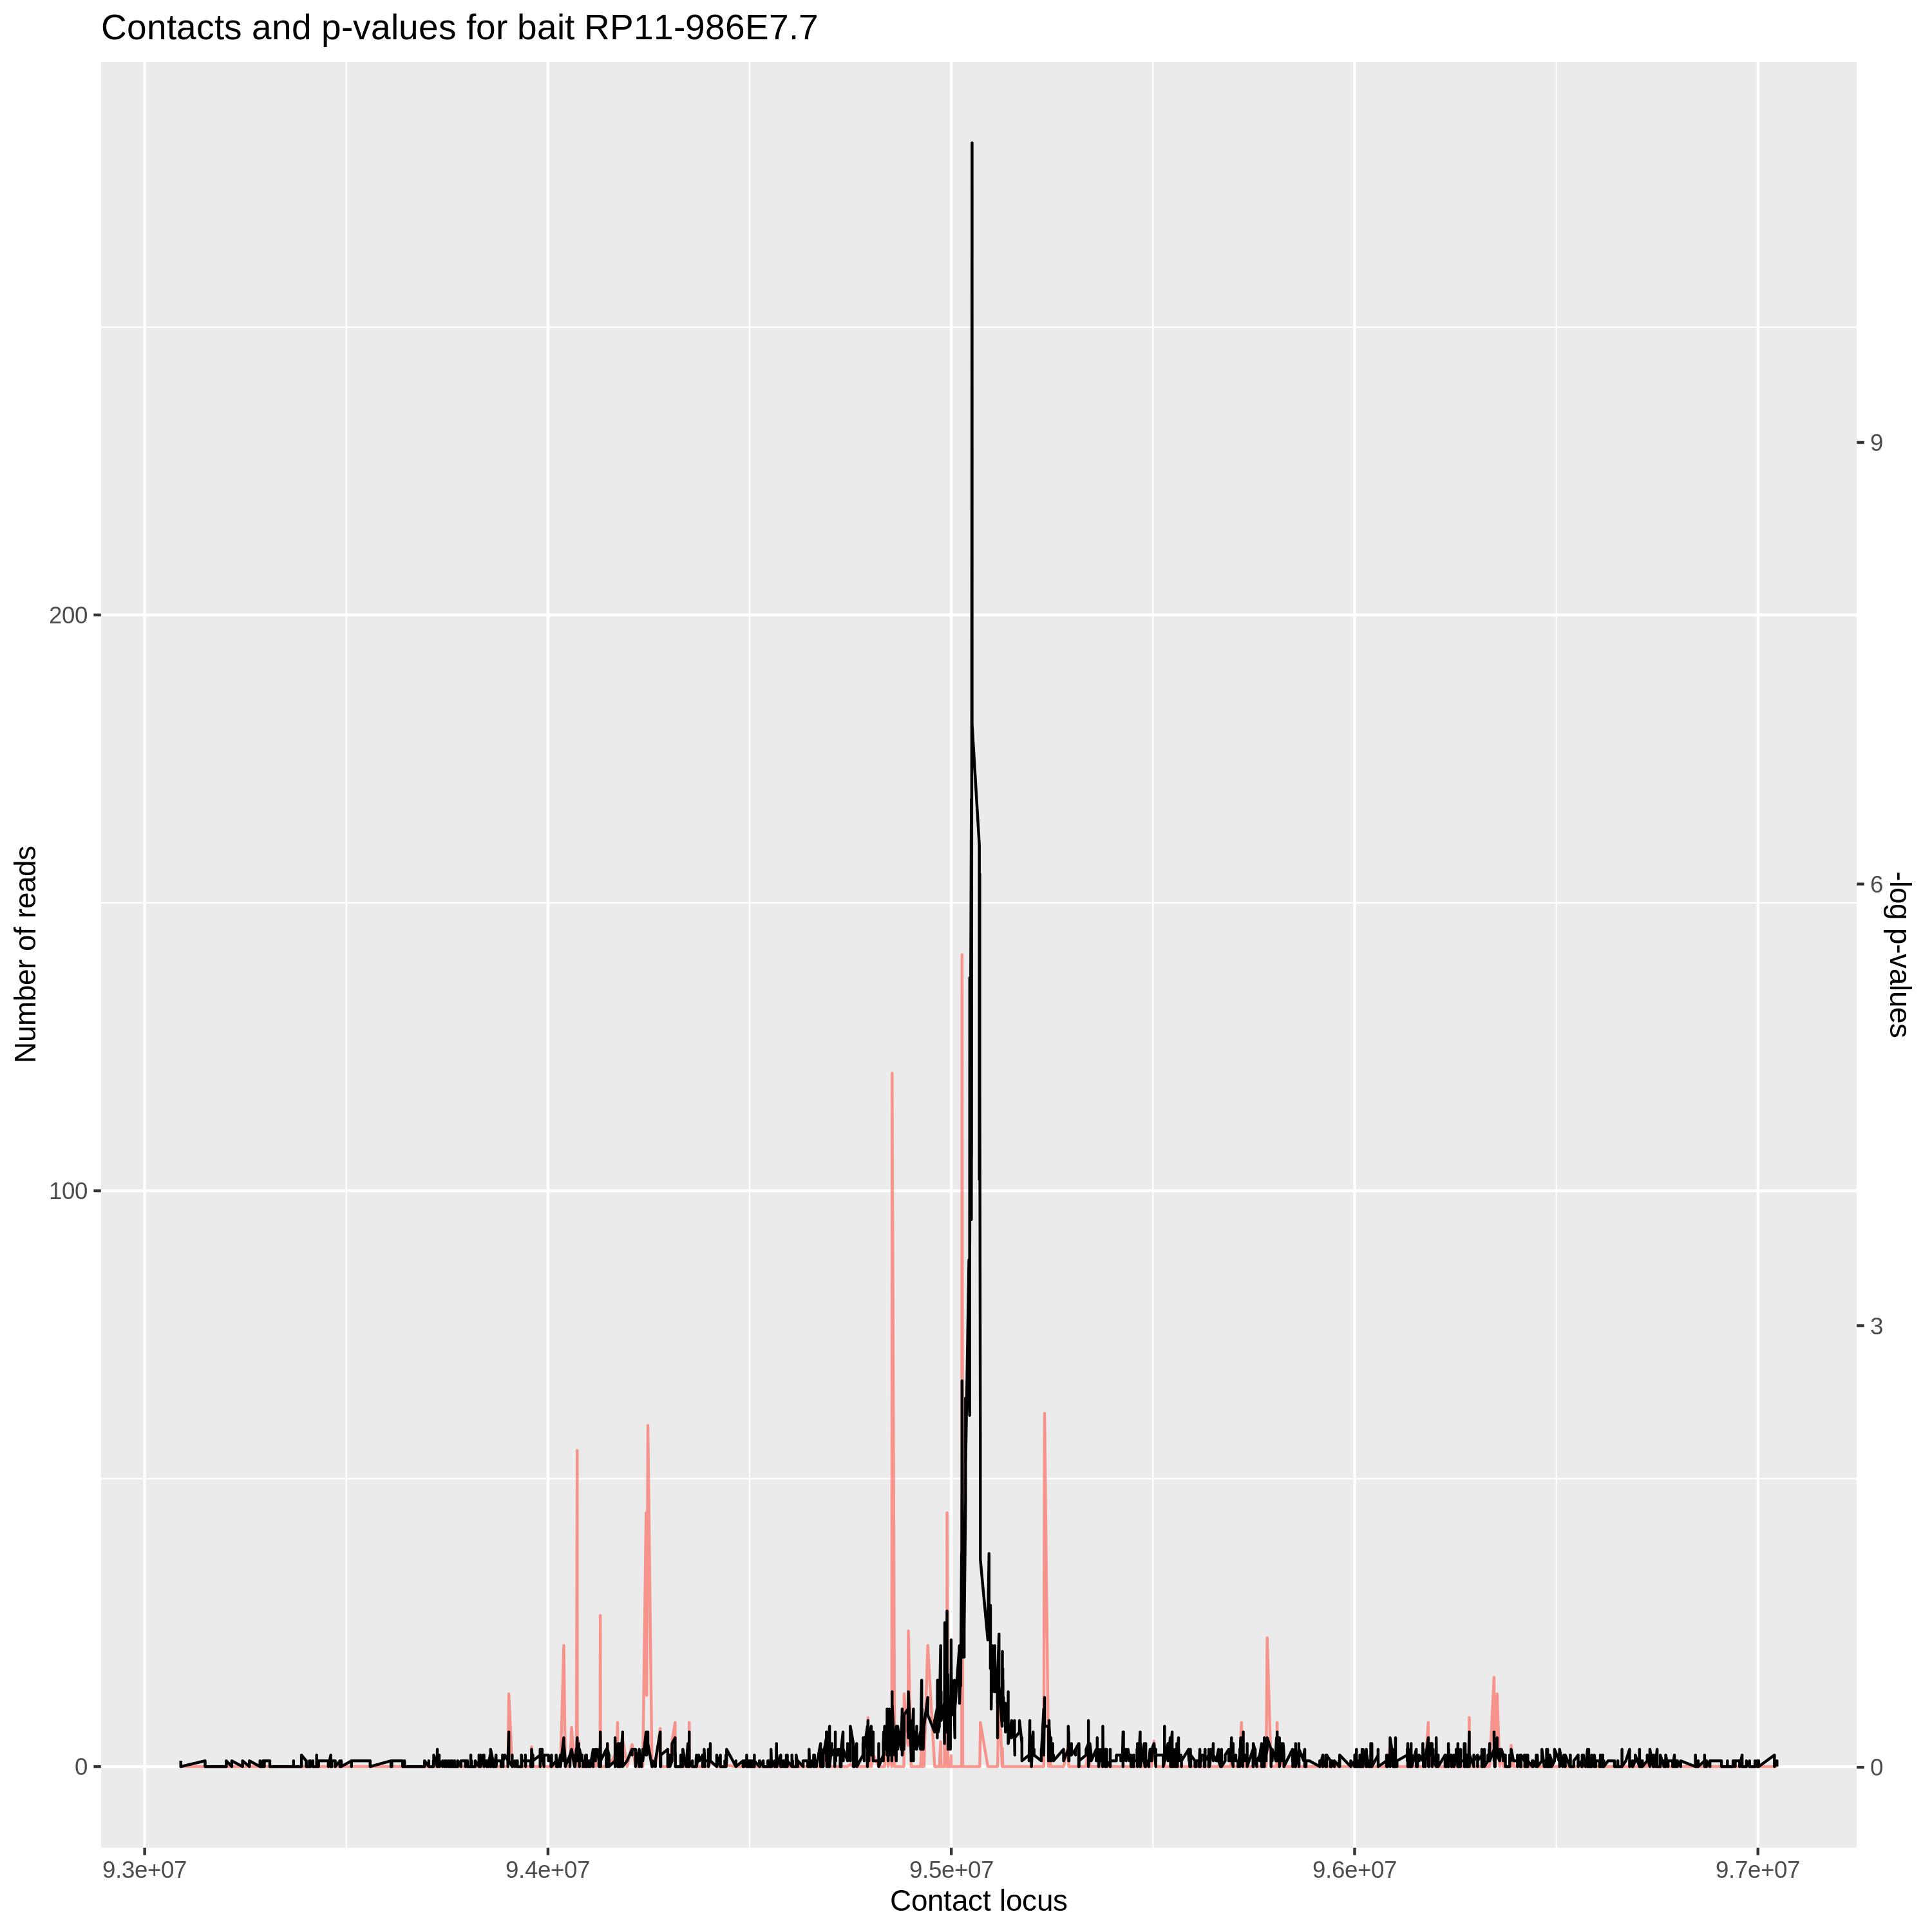 Contacts and p-values for bait RP11-986E7.7
Number of reads
200
100
0
9
6
3
0
-log p-values
9.3e+07 9.4e+07 9.5e+07 9.6e+07 9.7e+07
Contact locus